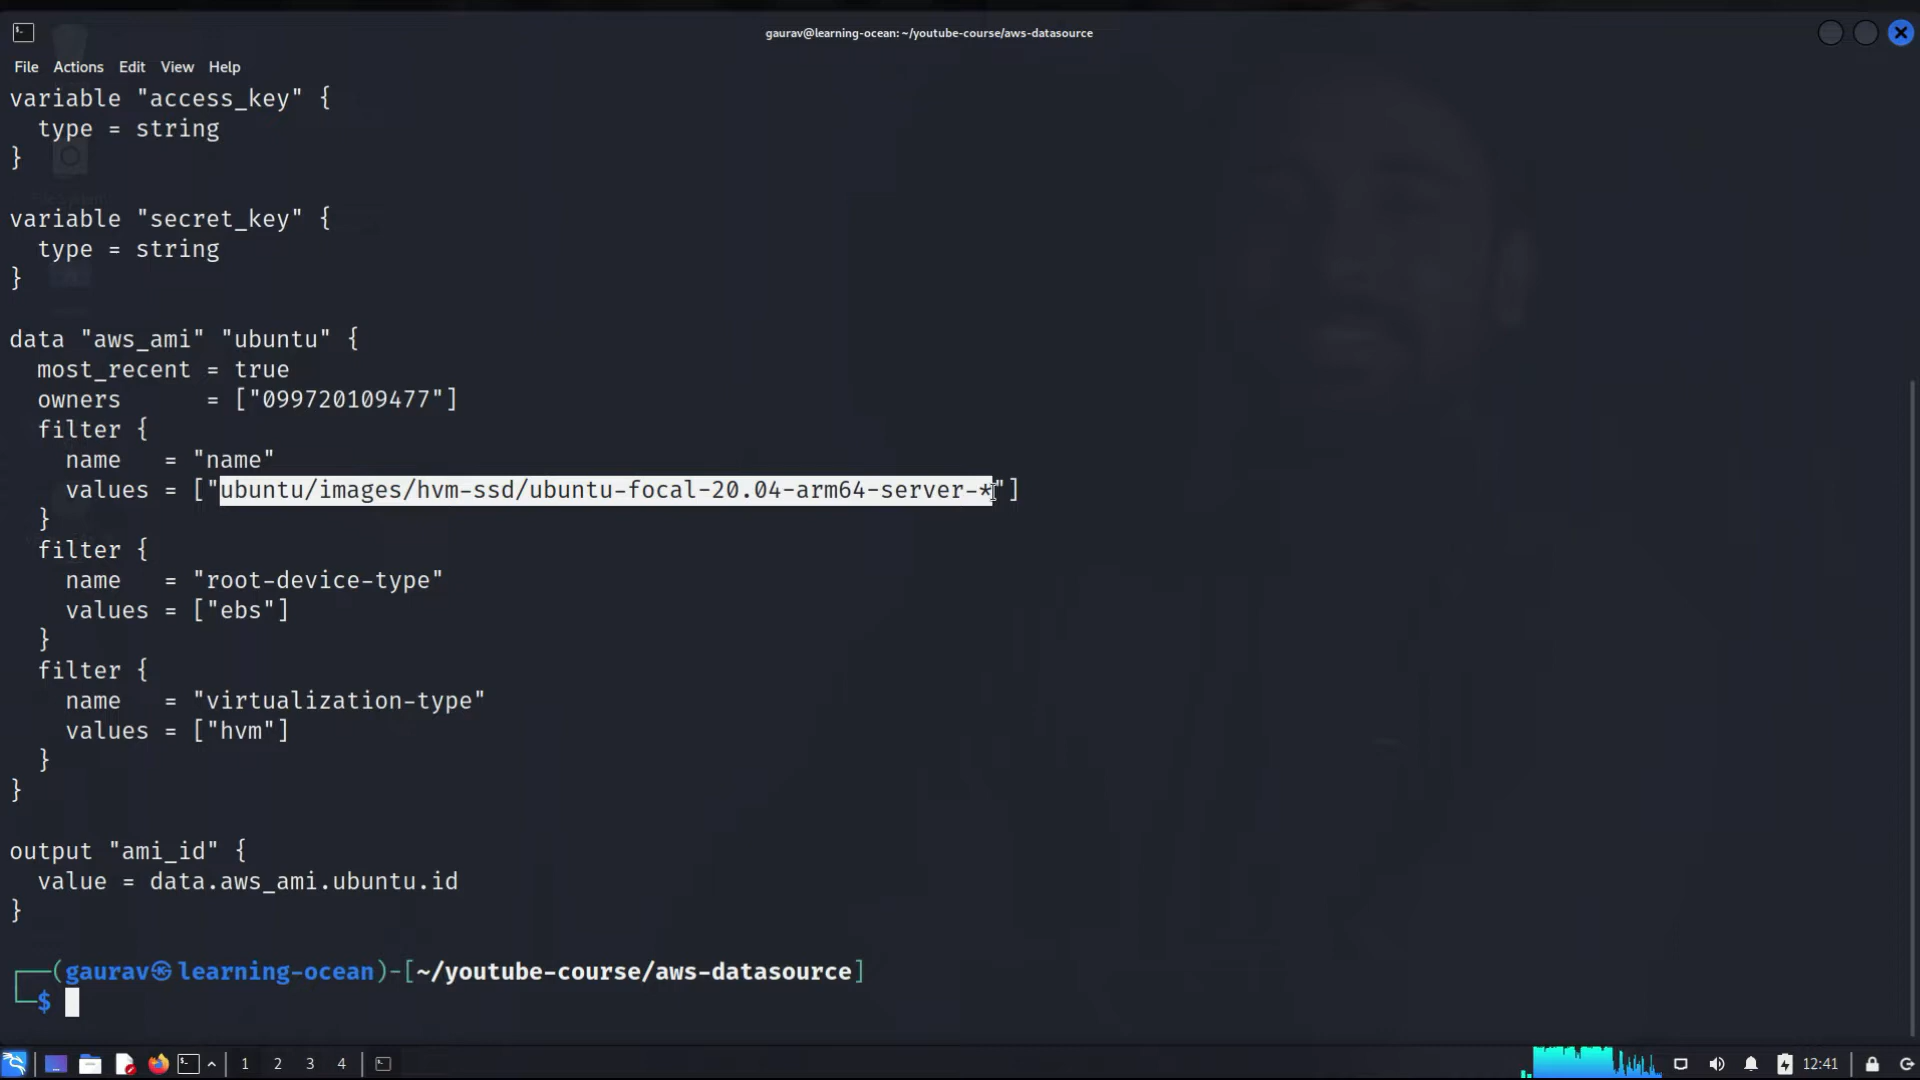 gaurav@learning-ocean: ~/youtube-course/aws-datasource
File Actions Edit View Help
variable "access_key" {
  type = string
}

variable "secret_key" {
  type = string
}

data "aws_ami" "ubuntu" {
  most_recent = true
  owners      = ["099720109477"]
  filter {
    name   = "name"
    values = ["ubuntu/images/hvm-ssd/ubuntu-focal-20.04-arm64-server-*"]
  }
  filter {
    name   = "root-device-type"
    values = ["ebs"]
  }
  filter {
    name   = "virtualization-type"
    values = ["hvm"]
  }
}

output "ami_id" {
  value = data.aws_ami.ubuntu.id
}

┌──(gaurav㉿learning-ocean)-[~/youtube-course/aws-datasource]
└─$
1 2 3 4 12:41